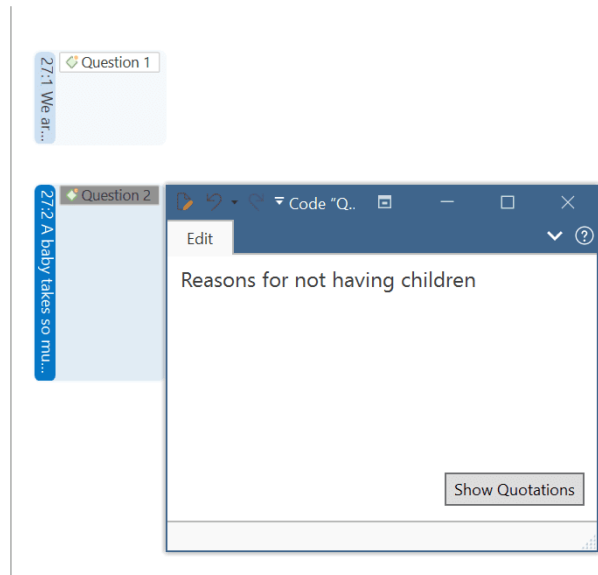 27:1 We ar...
Question 1
27:2 A baby takes so mu...
Question 2
Code "Q..
Edit
Reasons for not having children
Show Quotations